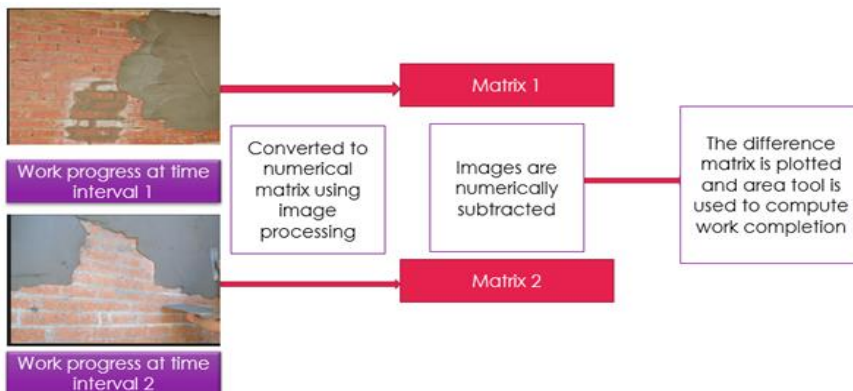 Work progress at time
interval 1
Work progress at time
interval 2
Converted to
numerical
matrix using
image
processing
Matrix 1
Images are
numerically
subtracted
Matrix 2
The difference
matrix is plotted
and area tool is
used to compute
work completion